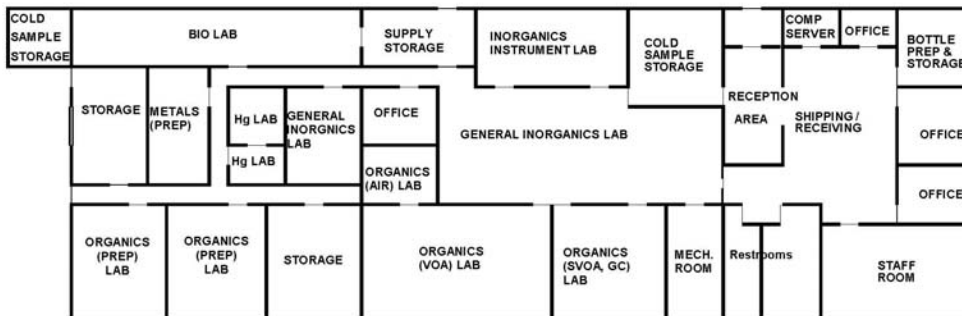 COLD
SAMPLE
STORAGE
BIO LAB
SUPPLY
STORAGE
INORGANICS
INSTRUMENT LAB
COLD
SAMPLE
STORAGE
COMP
SERVER
OFFICE
BOTTLE
PREP &
STORAGE
STORAGE
METALS
(PREP)
Hg LAB
Hg LAB
GENERAL
INORGNICS
LAB
OFFICE
ORGANICS
(AIR) LAB
GENERAL INORGANICS LAB
RECEPTION
AREA
SHIPPING /
RECEIVING
OFFICE
OFFICE
ORGANICS
(PREP)
LAB
ORGANICS
(PREP)
LAB
STORAGE
ORGANICS
(VOA) LAB
ORGANICS
(SVOA, GC)
LAB
MECH.
ROOM
Restrooms
STAFF
ROOM